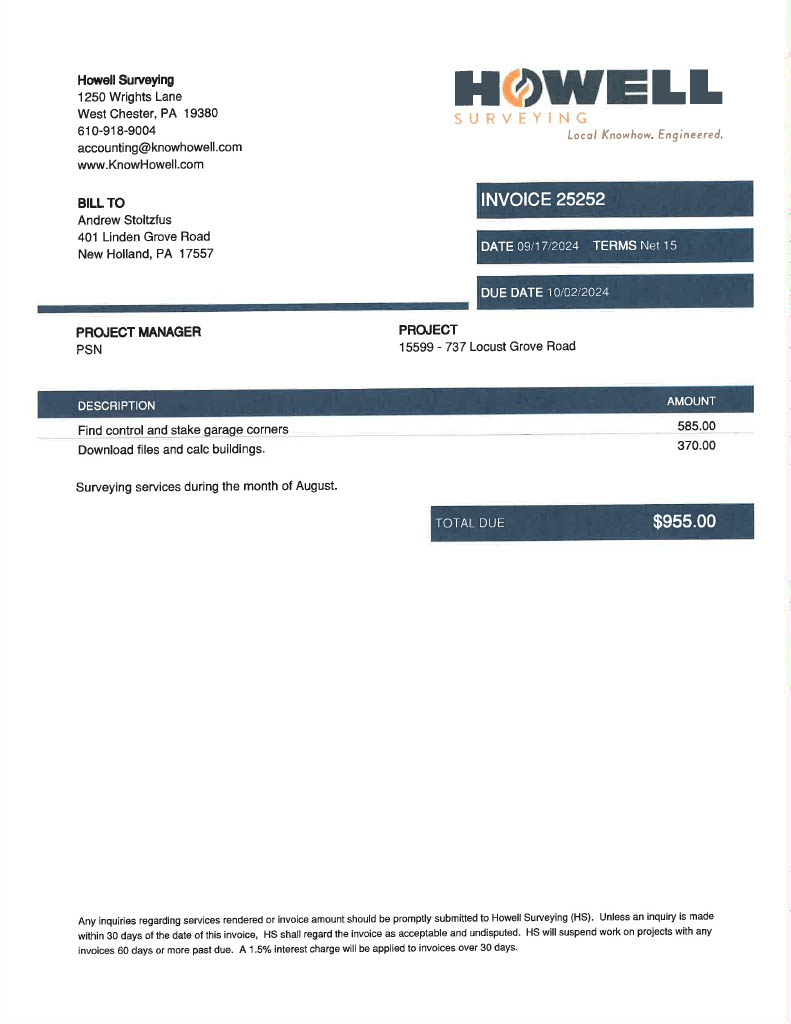 Howell Surveying
1250 Wrights Lane
West Chester, PA 19380
610-918-9004
accounting@knowhowell.com
www.KnowHowell.com
HOWELL
SURVEYING
Local Knowhow. Engineered.
BILL TO
Andrew Stoltzfus
401 Linden Grove Road
New Holland, PA 17557
INVOICE 25252
DATE 09/17/2024 TERMS Net 15
DUE DATE 10/02/2024
PROJECT MANAGER
PSN
PROJECT
15599 - 737 Locust Grove Road
DESCRIPTION AMOUNT
Find control and stake garage corners 585.00
Download files and calc buildings. 370.00
Surveying services during the month of August.
TOTAL DUE $955.00
Any inquiries regarding services rendered or invoice amount should be promptly submitted to Howell Surveying (HS). Unless an inquiry is made
within 30 days of the date of this invoice, HS shall regard the invoice as acceptable and undisputed. HS will suspend work on projects with any
invoices 60 days or more past due. A 1.5% interest charge will be applied to invoices over 30 days.